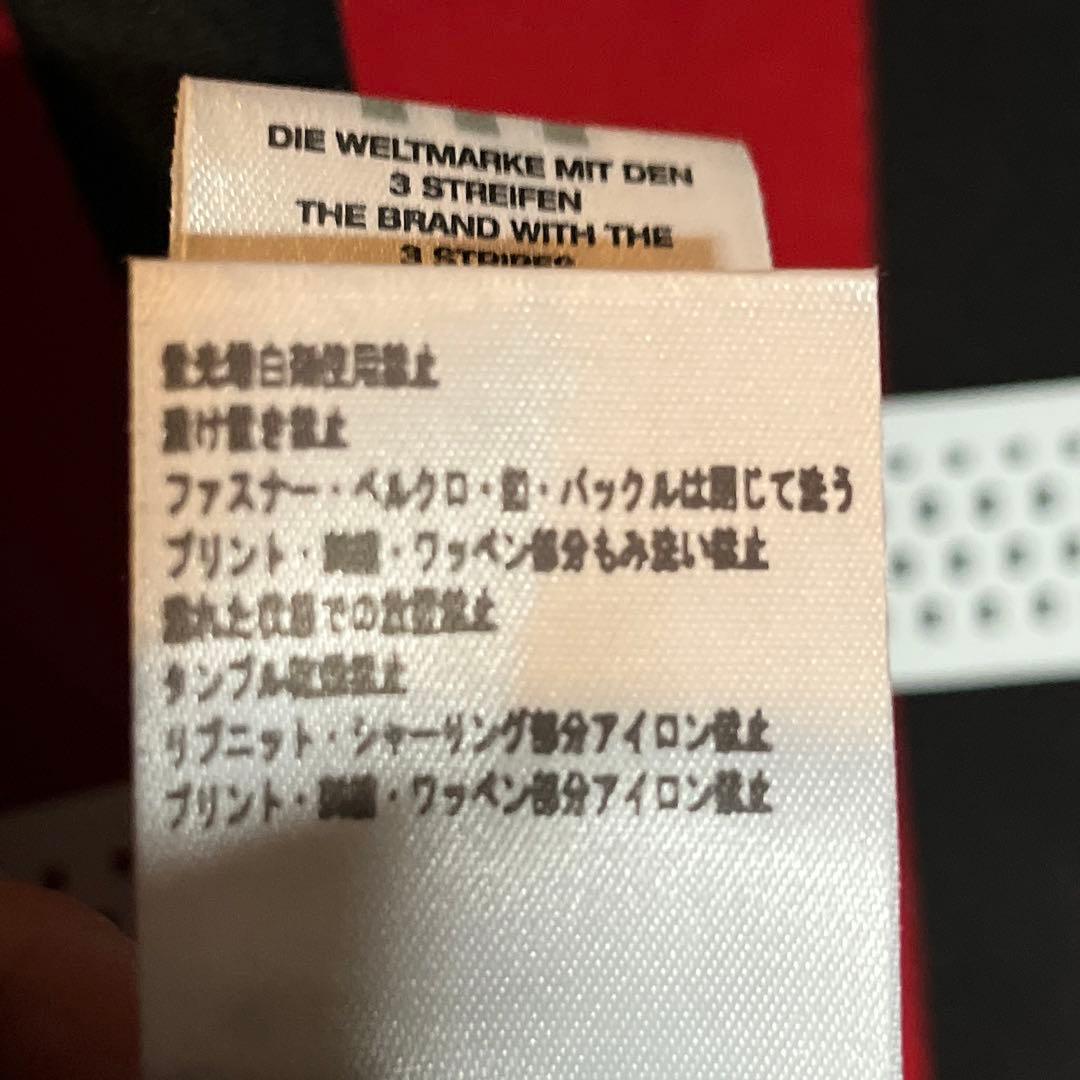 DIE WELTMARKE MIT DEN
3 STREIFEN
THE BRAND WITH THE
3 STRIPES
蛍光増白剤使用禁止
漬け置き禁止
ファスナー・ベルクロ・釦・バックルは閉じて洗う
プリント・刺繍・ワッペン部分もみ洗い禁止
濡れた状態での放置禁止
タンブル乾燥禁止
リブニット・シャーリング部分アイロン禁止
プリント・刺繍・ワッペン部分アイロン禁止